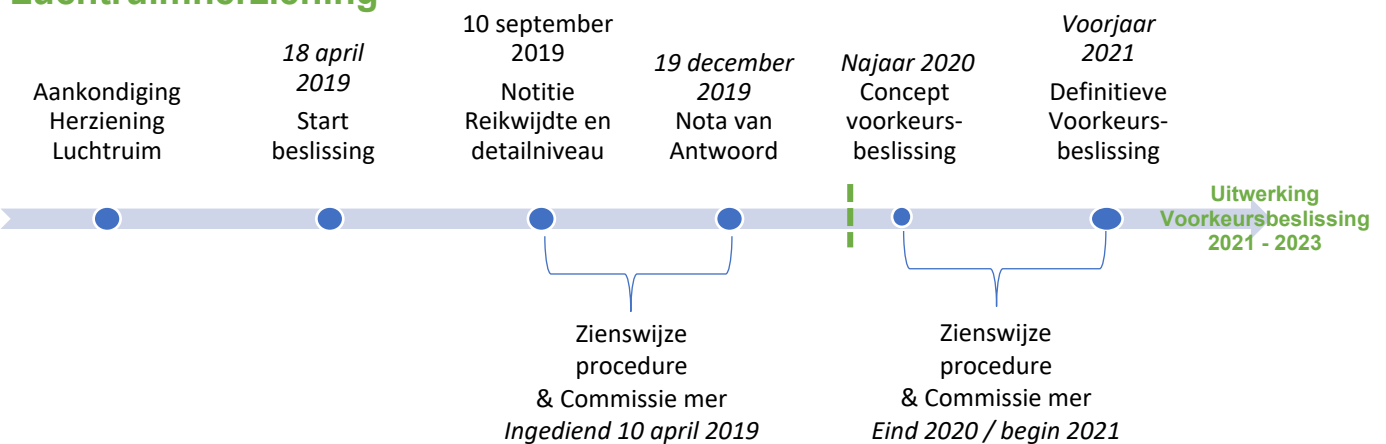 Aankondiging
Herziening
Luchtruim
18 april
2019
Start
beslissing
10 september
2019
Notitie
Reikwijdte en
detailniveau
19 december
2019
Nota van
Antwoord
Najaar 2020
Concept
voorkeurs-
beslissing
Voorjaar
2021
Definitieve
Voorkeurs-
beslissing
Uitwerking
Voorkeursbeslissing
2021 - 2023
Zienswijze
procedure
& Commissie mer
Ingediend 10 april 2019
Zienswijze
procedure
& Commissie mer
Eind 2020 / begin 2021